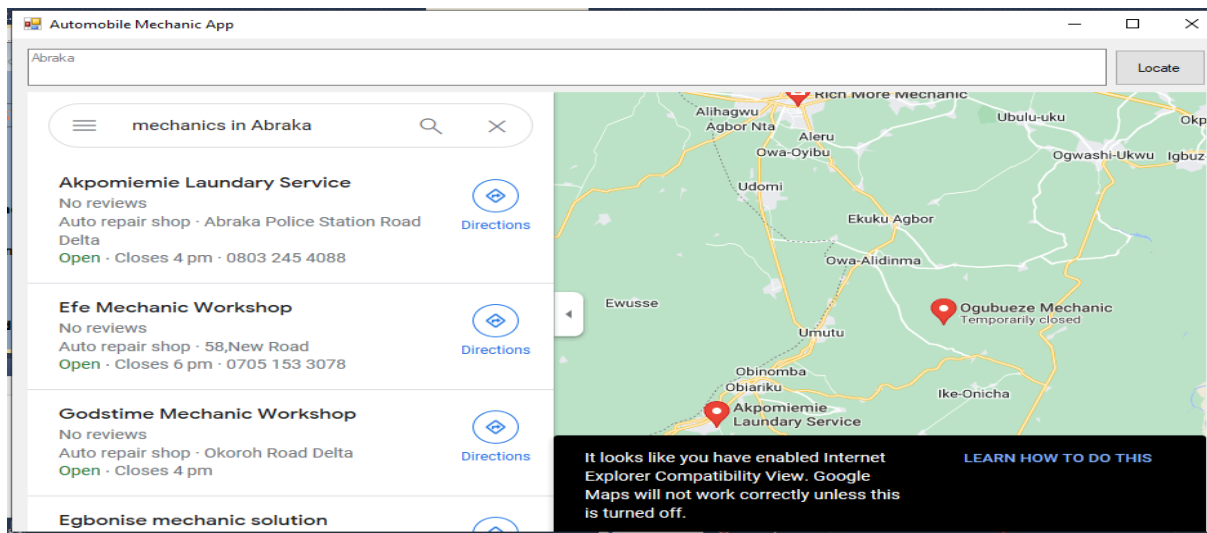 Automobile Mechanic App
Abraka
Locate
mechanics in Abraka
Akpomiemie Laundary Service
No reviews
Auto repair shop · Abraka Police Station Road
Delta
Open · Closes 4 pm · 0803 245 4088
Directions
Efe Mechanic Workshop
No reviews
Auto repair shop · 58,New Road
Open · Closes 6 pm · 0705 153 3078
Directions
Godstime Mechanic Workshop
No reviews
Auto repair shop · Okoroh Road Delta
Open · Closes 4 pm
Directions
Egbonise mechanic solution
Rich More Mechanic
Alihagwu
Agbor Nta
Aleru
Owa-Oyibu
Ubulu-uku
Ogwashi-Ukwu
Udomi
Ekuku Agbor
Owa-Alidinma
Ewusse
Ogubueze Mechanic
Temporarily closed
Umutu
Obinomba
Obiariku
Ike-Onicha
Akpomiemie
Laundary Service
It looks like you have enabled Internet
Explorer Compatibility View. Google
Maps will not work correctly unless this
is turned off.
LEARN HOW TO DO THIS